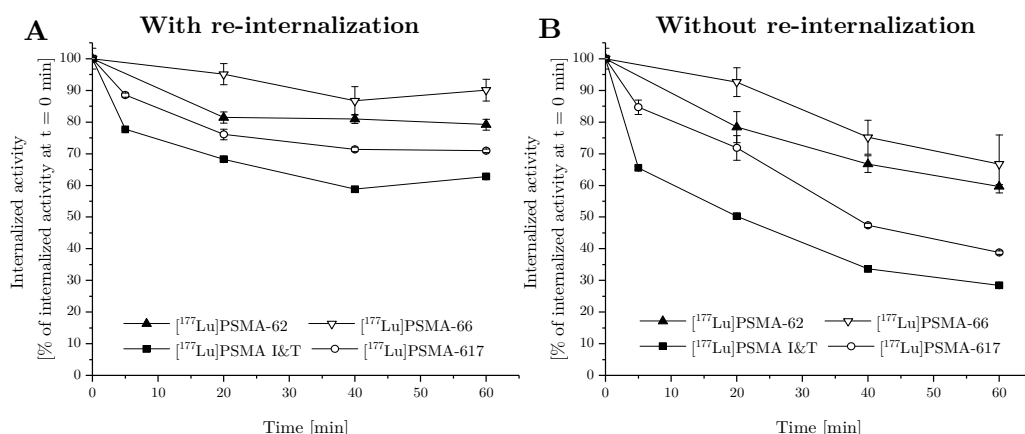 A With re-internalization
Internalized activity
[% of internalized activity at t = 0 min]
100
90
80
70
60
50
40
30
20
10
0
0 10 20 30 40 50 60
Time [min]
[¹⁷⁷Lu]PSMA-62 [¹⁷⁷Lu]PSMA-66
[¹⁷⁷Lu]PSMA I&T [¹⁷⁷Lu]PSMA-617
B Without re-internalization
Internalized activity
[% of internalized activity at t = 0 min]
100
90
80
70
60
50
40
30
20
10
0
0 10 20 30 40 50 60
Time [min]
[¹⁷⁷Lu]PSMA-62 [¹⁷⁷Lu]PSMA-66
[¹⁷⁷Lu]PSMA I&T [¹⁷⁷Lu]PSMA-617